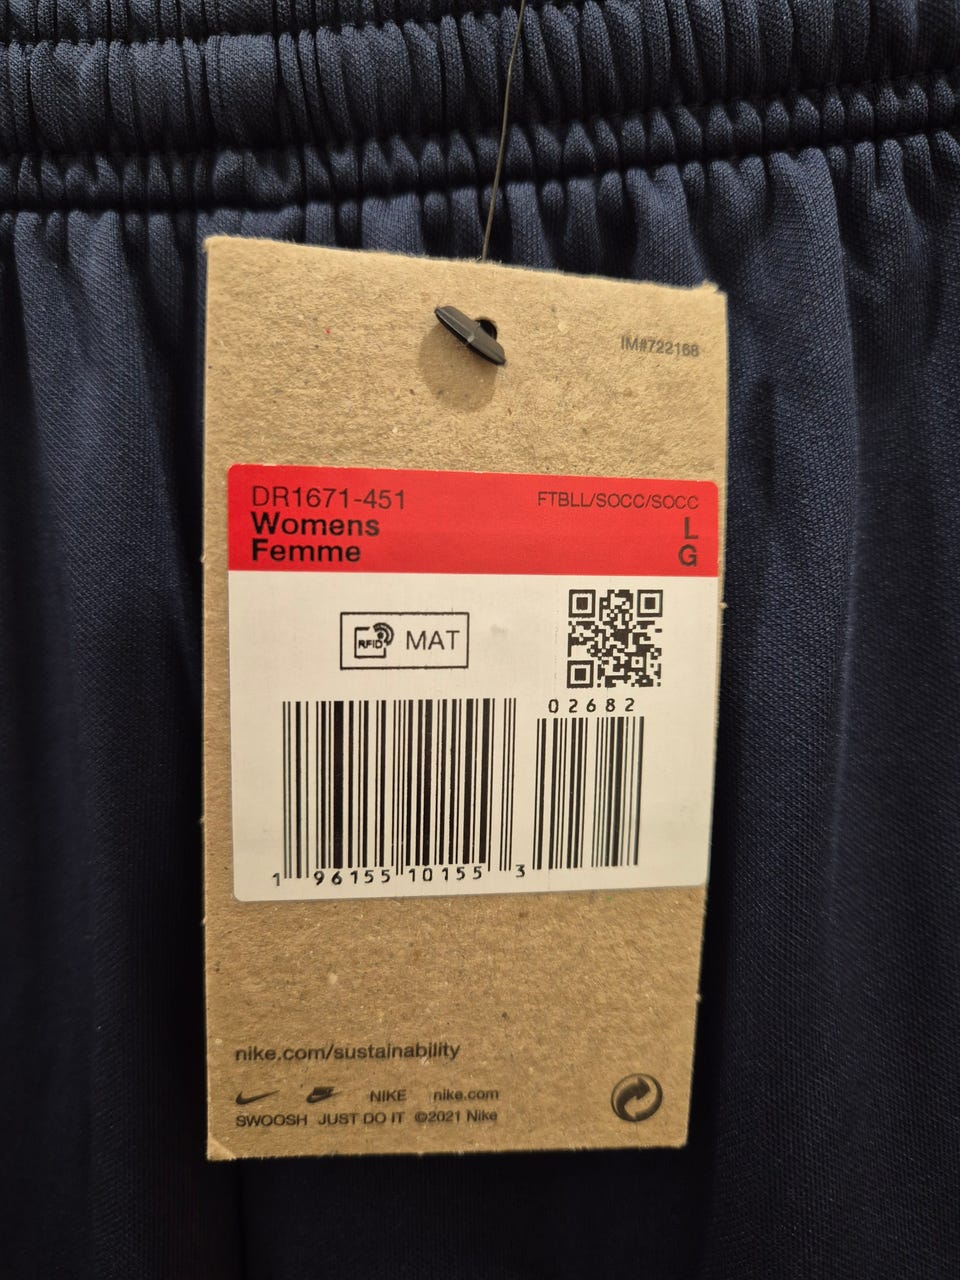 IM#722168
DR1671-451 FTBLL/SOCC/SOCC
Womens L
Femme G
RFID MAT
02682
1 96155 10155 3
nike.com/sustainability
NIKE nike.com
SWOOSH JUST DO IT ©2021 Nike